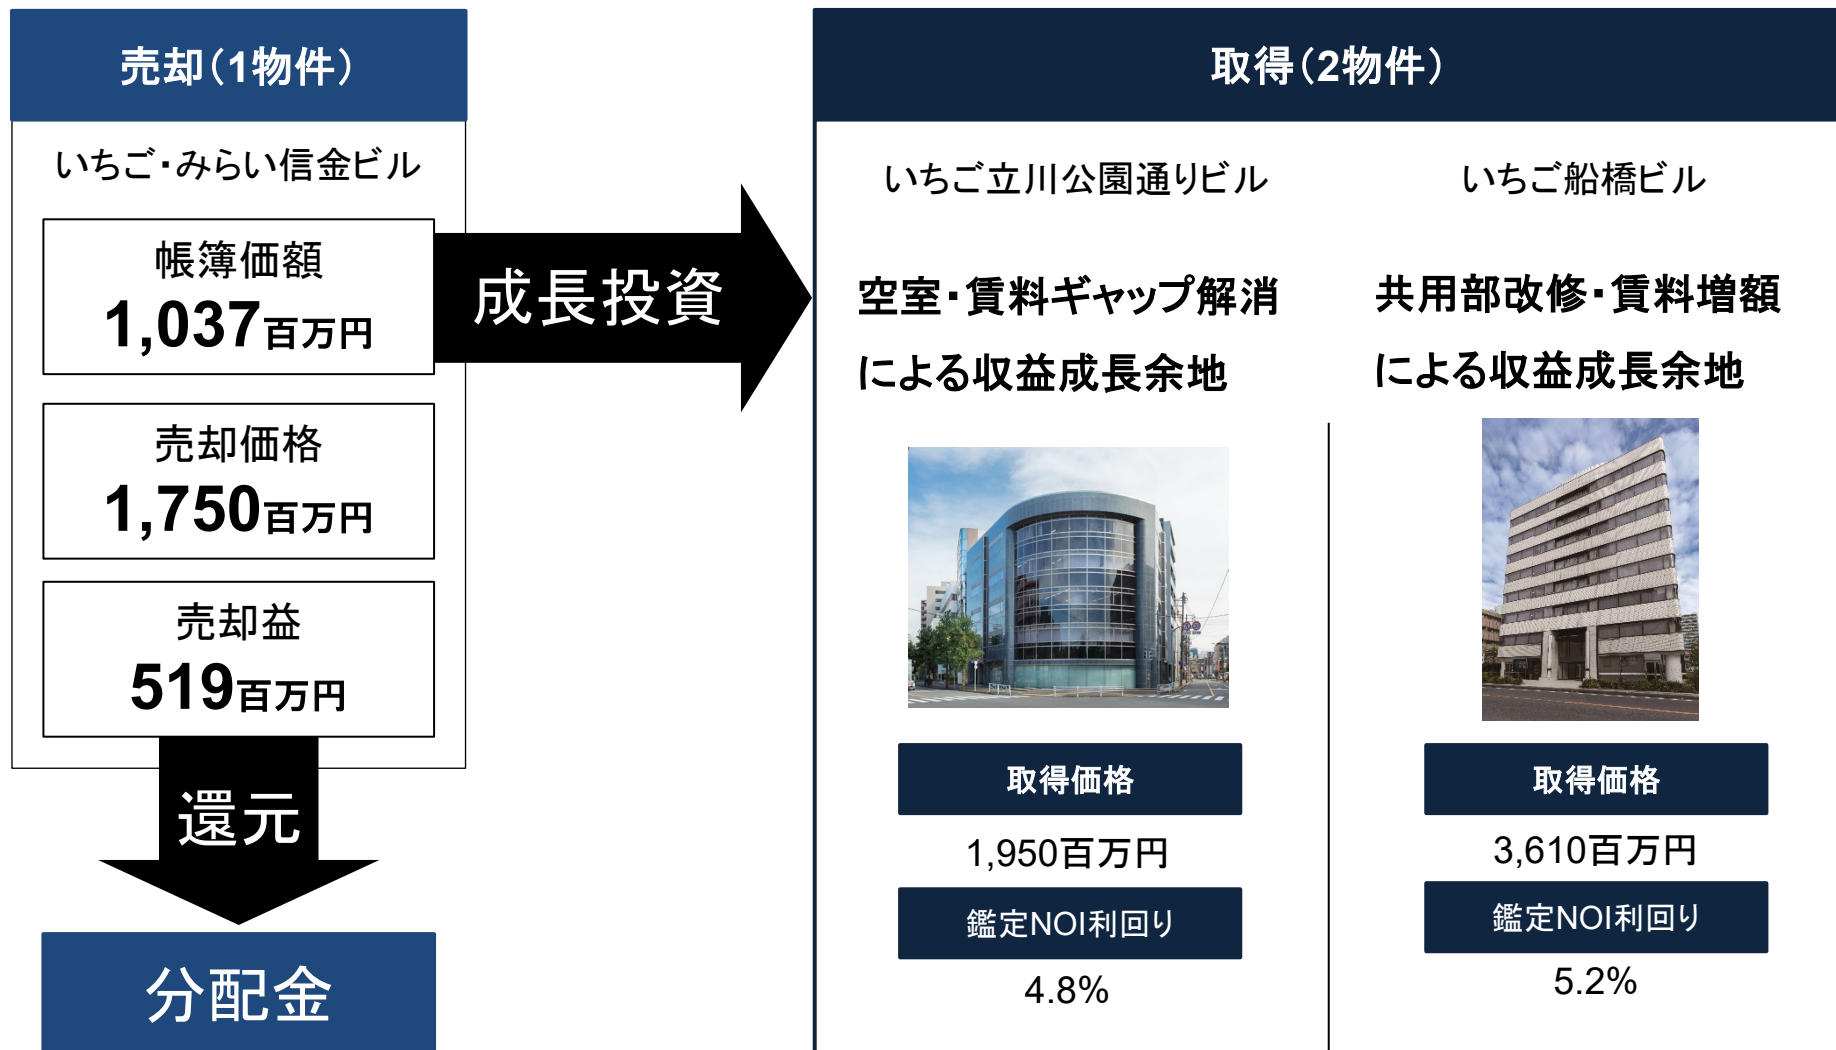 売却（1物件）
いちご・みらい信金ビル
帳簿価額
1,037百万円
売却価格
1,750百万円
売却益
519百万円
還元
分配金
成長投資
取得（2物件）
いちご立川公園通りビル
空室・賃料ギャップ解消
による収益成長余地
取得価格
1,950百万円
鑑定NOI利回り
4.8%
いちご船橋ビル
共用部改修・賃料増額
による収益成長余地
取得価格
3,610百万円
鑑定NOI利回り
5.2%